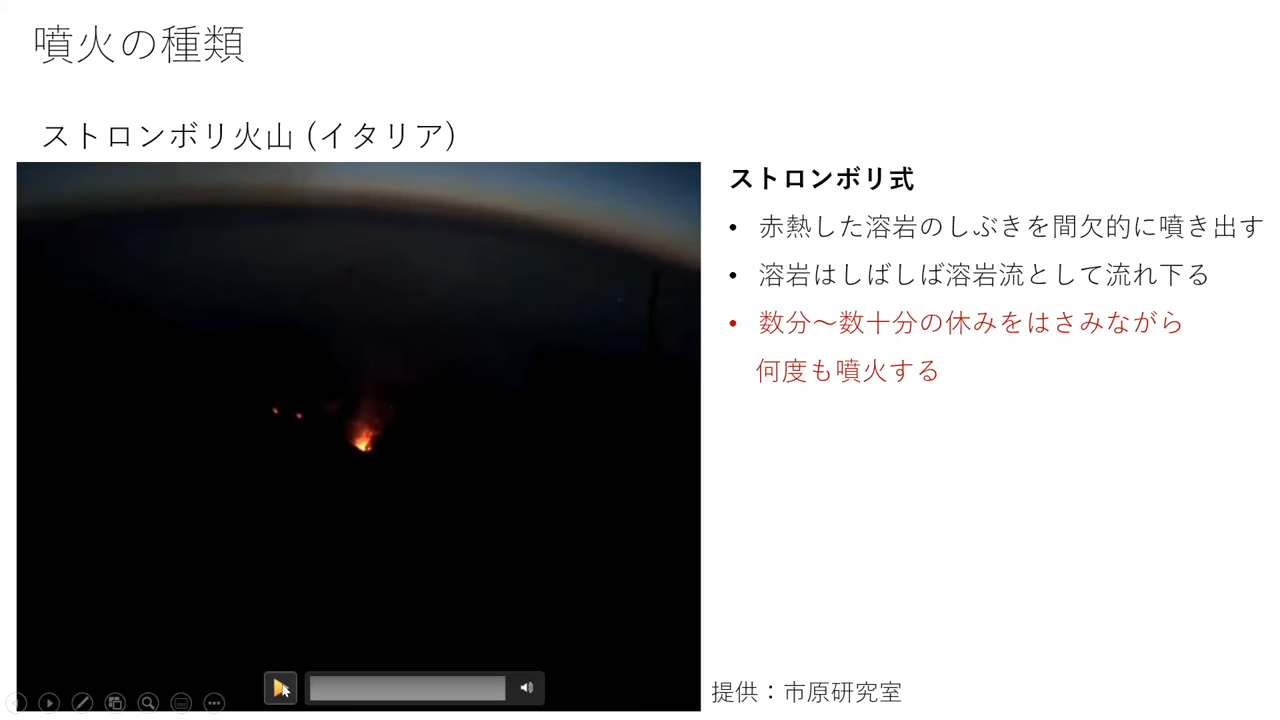 噴火の種類
ストロンボリ火山 (イタリア)
ストロンボリ式
• 赤熱した溶岩のしぶきを間欠的に噴き出す
• 溶岩はしばしば溶岩流として流れ下る
• 数分～数十分の休みをはさみながら
何度も噴火する
提供：市原研究室